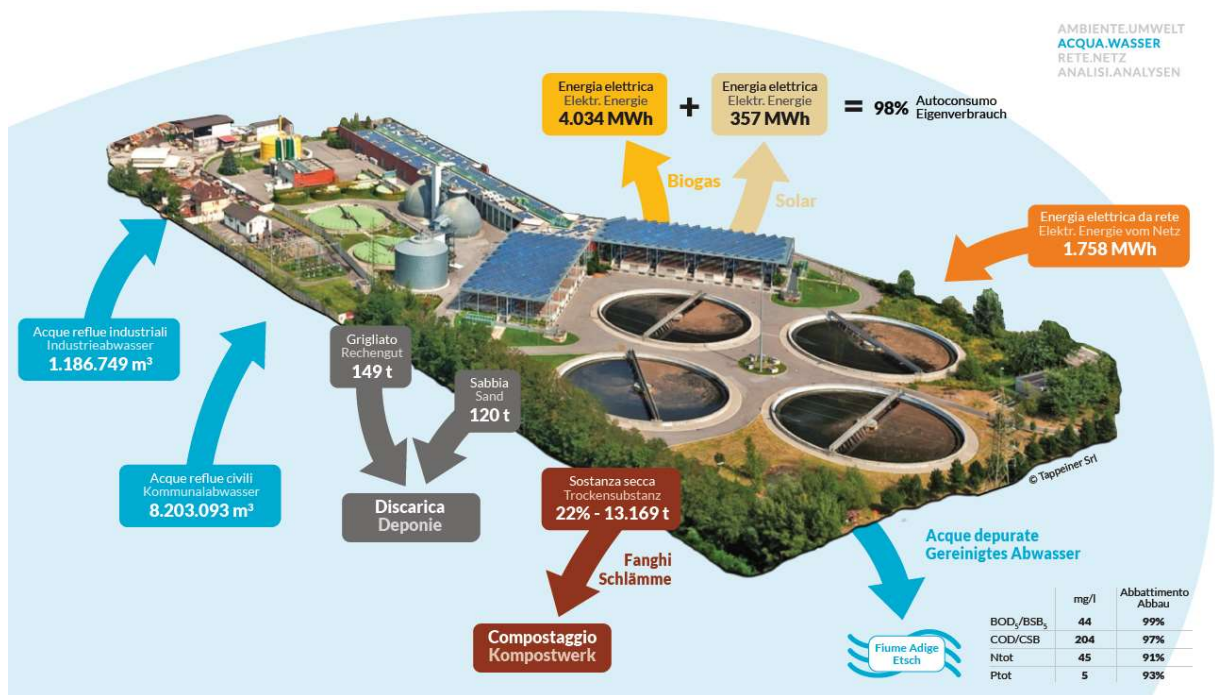 AMBIENTE.UMWELT
ACQUA.WASSER
RETE.NETZ
ANALISI.ANALYSEN
Energia elettrica
Elektr. Energie
4.034 MWh
+
Energia elettrica
Elektr. Energie
357 MWh
= 98% Autoconsumo
Eigenverbrauch
Biogas
Solar
Energia elettrica da rete
Elektr. Energie vom Netz
1.758 MWh
Acque reflue industriali
Industrieabwasser
1.186.749 m³
Grigliato
Rechengut
149 t
Sabbia
Sand
120 t
Acque reflue civili
Kommunalabwasser
8.203.093 m³
Discarica
Deponie
Sostanza secca
Trockensubstanz
22% - 13.169 t
Fanghi
Schlämme
Compostaggio
Kompostwerk
© Tappeiner Srl
Acque depurate
Gereinigtes Abwasser
Fiume Adige
Etsch
mg/l Abbattimento
Abbau
BOD₅/BSB₅ 44 99%
COD/CSB 204 97%
Ntot 45 91%
Ptot 5 93%